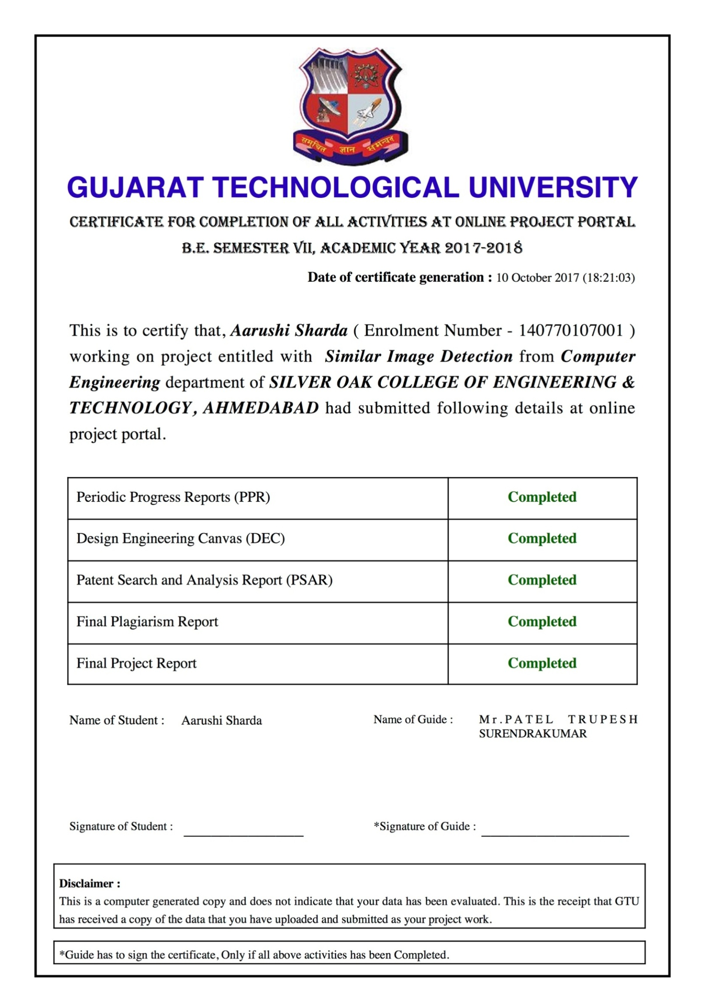 समुचित ज्ञान समन्वय
GUJARAT TECHNOLOGICAL UNIVERSITY
CERTIFICATE FOR COMPLETION OF ALL ACTIVITIES AT ONLINE PROJECT PORTAL
B.E. SEMESTER VII, ACADEMIC YEAR 2017-2018
Date of certificate generation : 10 October 2017 (18:21:03)
This is to certify that, Aarushi Sharda ( Enrolment Number - 140770107001 )
working on project entitled with Similar Image Detection from Computer
Engineering department of SILVER OAK COLLEGE OF ENGINEERING &
TECHNOLOGY, AHMEDABAD had submitted following details at online
project portal.
Periodic Progress Reports (PPR) Completed
Design Engineering Canvas (DEC) Completed
Patent Search and Analysis Report (PSAR) Completed
Final Plagiarism Report Completed
Final Project Report Completed
Name of Student : Aarushi Sharda Name of Guide : Mr.PATEL TRUPESH
SURENDRAKUMAR
Signature of Student : *Signature of Guide :
Disclaimer :
This is a computer generated copy and does not indicate that your data has been evaluated. This is the receipt that GTU
has received a copy of the data that you have uploaded and submitted as your project work.
*Guide has to sign the certificate, Only if all above activities has been Completed.